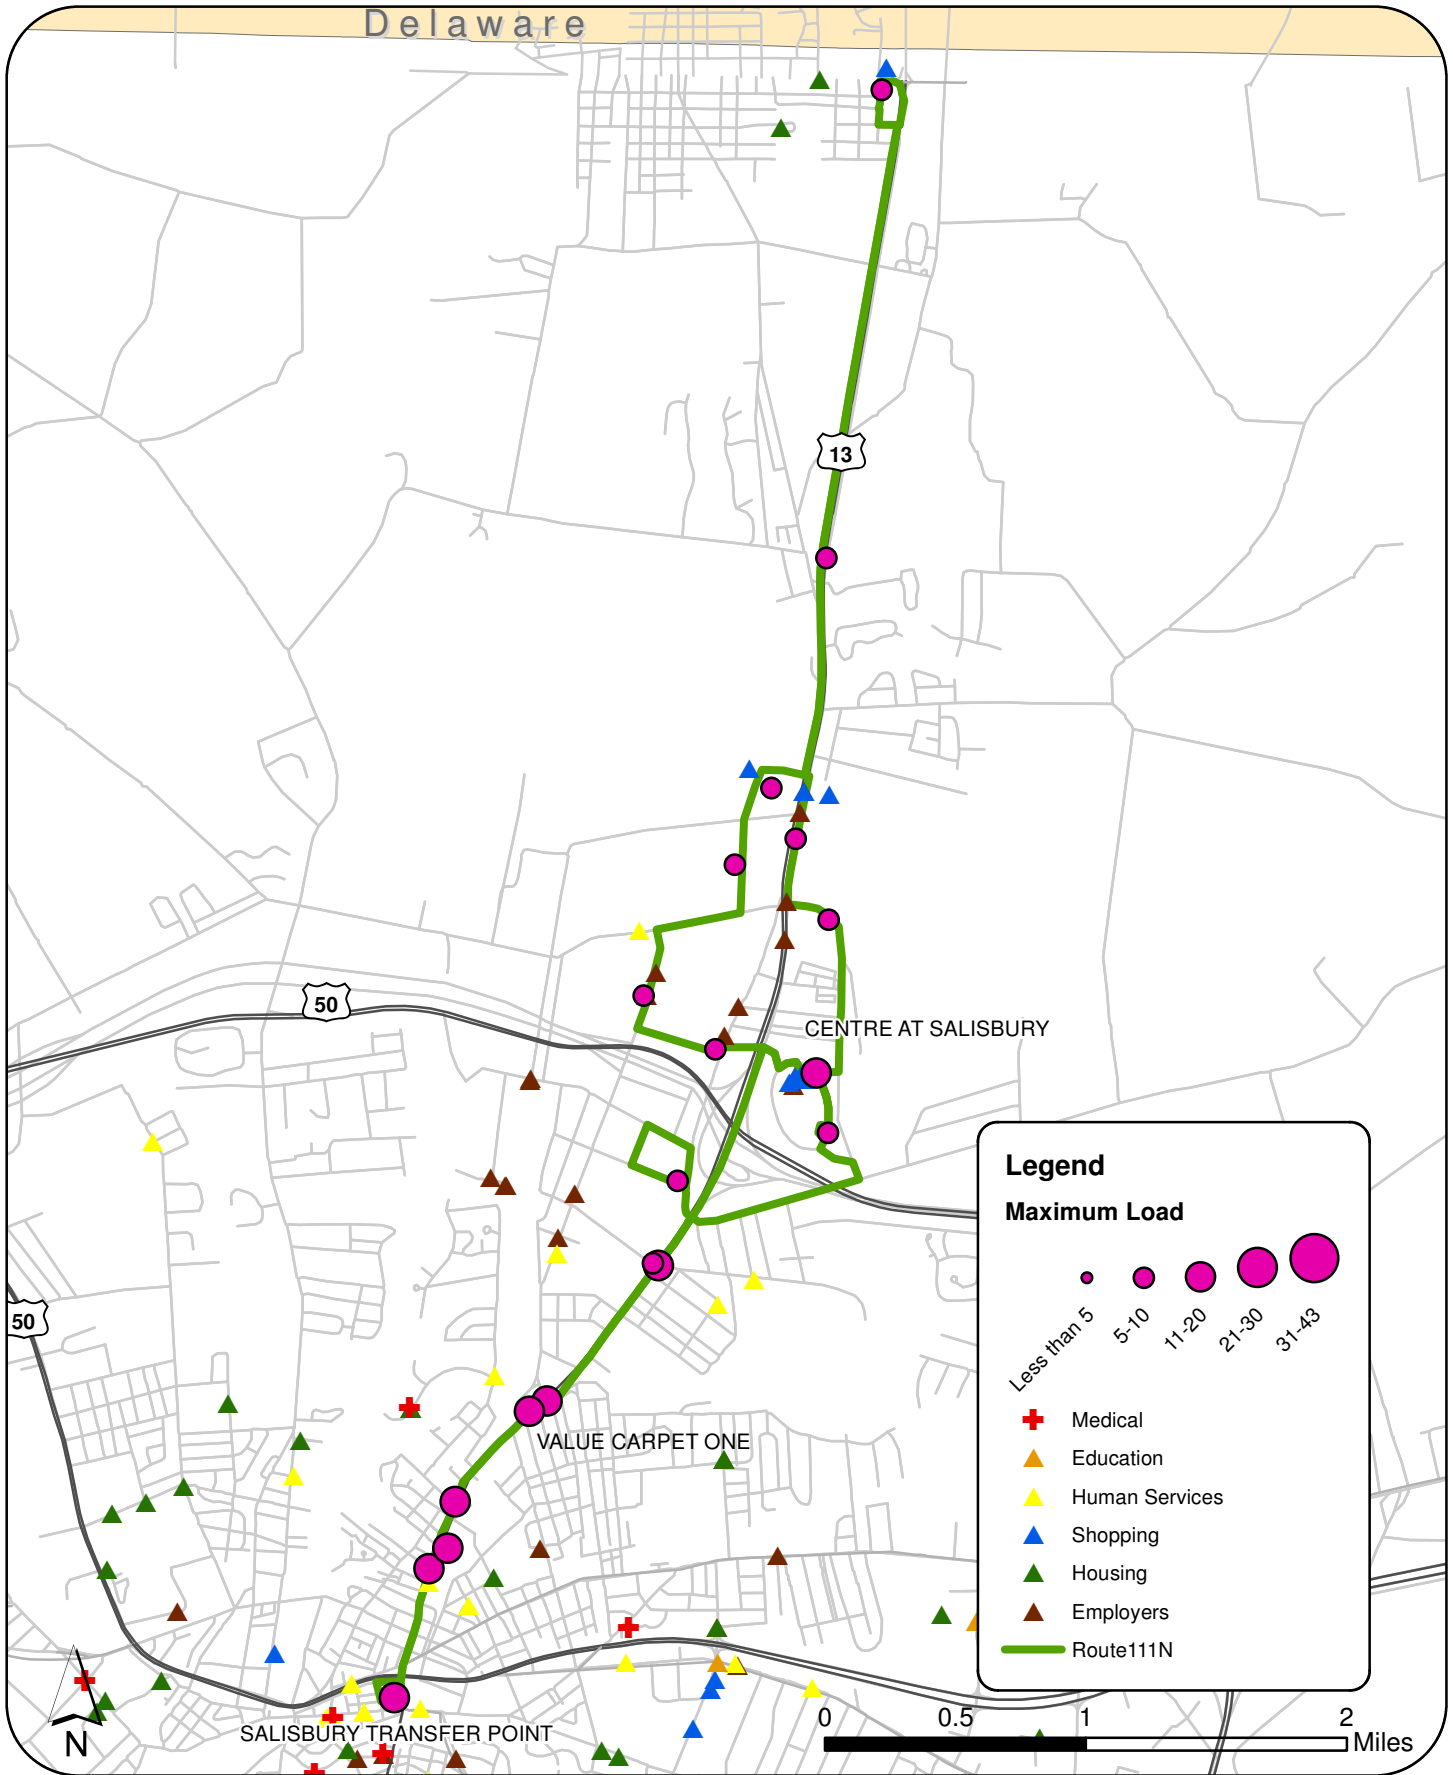 Delaware
13
50
CENTRE AT SALISBURY
50
VALUE CARPET ONE
SALISBURY TRANSFER POINT
N
Legend
Maximum Load
Less than 5
5-10
11-20
21-30
31-43
Medical
Education
Human Services
Shopping
Housing
Employers
Route111N
0 0.5 1 2
Miles